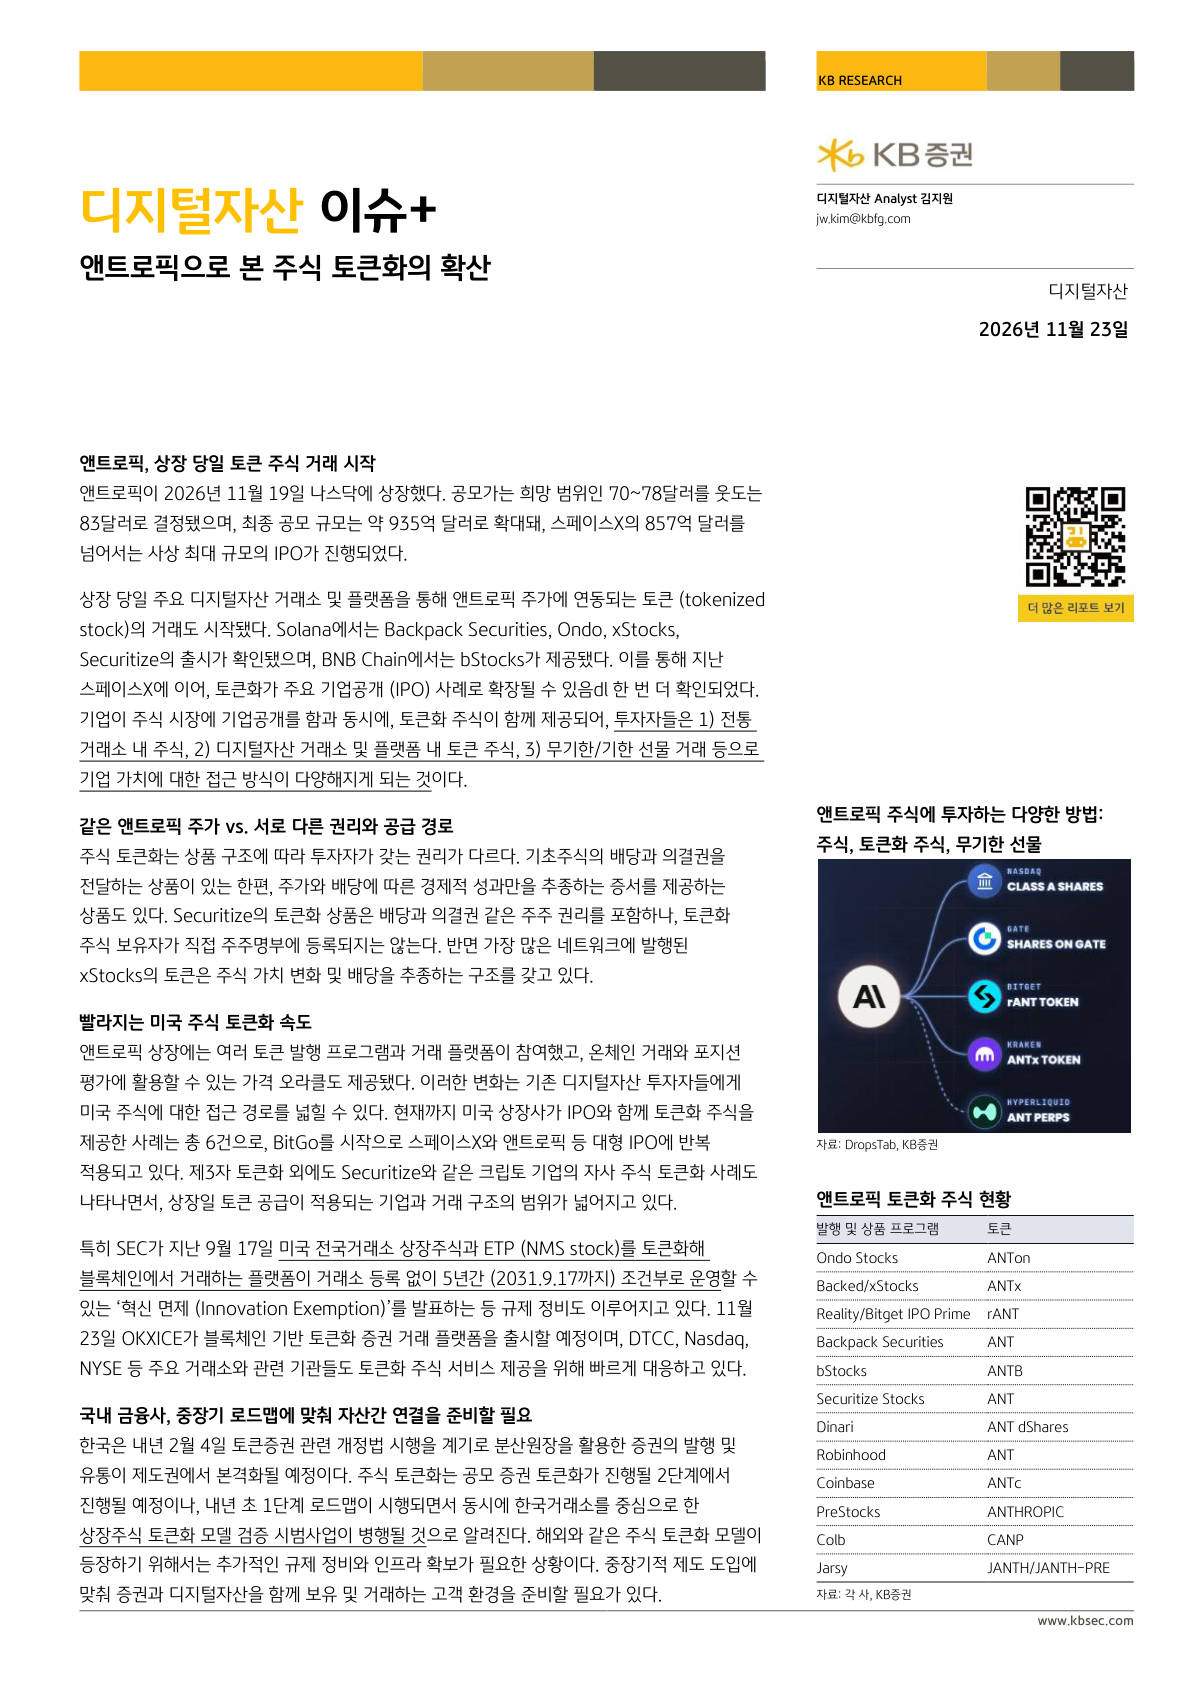 KB RESEARCH
KB증권
디지털자산 Analyst 김지원
jw.kim@kbfg.com
디지털자산
2026년 11월 23일
디지털자산 이슈+
앤트로픽으로 본 주식 토큰화의 확산
앤트로픽, 상장 당일 토큰 주식 거래 시작
앤트로픽이 2026년 11월 19일 나스닥에 상장했다. 공모가는 희망 범위인 70~78달러를 웃도는
83달러로 결정됐으며, 최종 공모 규모는 약 935억 달러로 확대돼, 스페이스X의 857억 달러를
넘어서는 사상 최대 규모의 IPO가 진행되었다.
상장 당일 주요 디지털자산 거래소 및 플랫폼을 통해 앤트로픽 주가에 연동되는 토큰 (tokenized
stock)의 거래도 시작됐다. Solana에서는 Backpack Securities, Ondo, xStocks,
Securitize의 출시가 확인됐으며, BNB Chain에서는 bStocks가 제공됐다. 이를 통해 지난
스페이스X에 이어, 토큰화가 주요 기업공개 (IPO) 사례로 확장될 수 있음dl 한 번 더 확인되었다.
기업이 주식 시장에 기업공개를 함과 동시에, 토큰화 주식이 함께 제공되어, 투자자들은 1) 전통
거래소 내 주식, 2) 디지털자산 거래소 및 플랫폼 내 토큰 주식, 3) 무기한/기한 선물 거래 등으로
기업 가치에 대한 접근 방식이 다양해지게 되는 것이다.
같은 앤트로픽 주가 vs. 서로 다른 권리와 공급 경로
주식 토큰화는 상품 구조에 따라 투자자가 갖는 권리가 다르다. 기초주식의 배당과 의결권을
전달하는 상품이 있는 한편, 주가와 배당에 따른 경제적 성과만을 추종하는 증서를 제공하는
상품도 있다. Securitize의 토큰화 상품은 배당과 의결권 같은 주주 권리를 포함하나, 토큰화
주식 보유자가 직접 주주명부에 등록되지는 않는다. 반면 가장 많은 네트워크에 발행된
xStocks의 토큰은 주식 가치 변화 및 배당을 추종하는 구조를 갖고 있다.
빨라지는 미국 주식 토큰화 속도
앤트로픽 상장에는 여러 토큰 발행 프로그램과 거래 플랫폼이 참여했고, 온체인 거래와 포지션
평가에 활용할 수 있는 가격 오라클도 제공됐다. 이러한 변화는 기존 디지털자산 투자자들에게
미국 주식에 대한 접근 경로를 넓힐 수 있다. 현재까지 미국 상장사가 IPO와 함께 토큰화 주식을
제공한 사례는 총 6건으로, BitGo를 시작으로 스페이스X와 앤트로픽 등 대형 IPO에 반복
적용되고 있다. 제3자 토큰화 외에도 Securitize와 같은 크립토 기업의 자사 주식 토큰화 사례도
나타나면서, 상장일 토큰 공급이 적용되는 기업과 거래 구조의 범위가 넓어지고 있다.
특히 SEC가 지난 9월 17일 미국 전국거래소 상장주식과 ETP (NMS stock)를 토큰화해
블록체인에서 거래하는 플랫폼이 거래소 등록 없이 5년간 (2031.9.17까지) 조건부로 운영할 수
있는 ‘혁신 면제 (Innovation Exemption)’를 발표하는 등 규제 정비도 이루어지고 있다. 11월
23일 OKXICE가 블록체인 기반 토큰화 증권 거래 플랫폼을 출시할 예정이며, DTCC, Nasdaq,
NYSE 등 주요 거래소와 관련 기관들도 토큰화 주식 서비스 제공을 위해 빠르게 대응하고 있다.
국내 금융사, 중장기 로드맵에 맞춰 자산간 연결을 준비할 필요
한국은 내년 2월 4일 토큰증권 관련 개정법 시행을 계기로 분산원장을 활용한 증권의 발행 및
유통이 제도권에서 본격화될 예정이다. 주식 토큰화는 공모 증권 토큰화가 진행될 2단계에서
진행될 예정이나, 내년 초 1단계 로드맵이 시행되면서 동시에 한국거래소를 중심으로 한
상장주식 토큰화 모델 검증 시범사업이 병행될 것으로 알려진다. 해외와 같은 주식 토큰화 모델이
등장하기 위해서는 추가적인 규제 정비와 인프라 확보가 필요한 상황이다. 중장기적 제도 도입에
맞춰 증권과 디지털자산을 함께 보유 및 거래하는 고객 환경을 준비할 필요가 있다.
더 많은 리포트 보기
앤트로픽 주식에 투자하는 다양한 방법:
주식, 토큰화 주식, 무기한 선물
NASDAQ
CLASS A SHARES
GATE
SHARES ON GATE
BITGET
rANT TOKEN
KRAKEN
ANTx TOKEN
HYPERLIQUID
ANT PERPS
자료: DropsTab, KB증권
앤트로픽 토큰화 주식 현황
발행 및 상품 프로그램 토큰
Ondo Stocks ANTon
Backed/xStocks ANTx
Reality/Bitget IPO Prime rANT
Backpack Securities ANT
bStocks ANTB
Securitize Stocks ANT
Dinari ANT dShares
Robinhood ANT
Coinbase ANTc
PreStocks ANTHROPIC
Colb CANP
Jarsy JANTH/JANTH-PRE
자료: 각 사, KB증권
www.kbsec.com